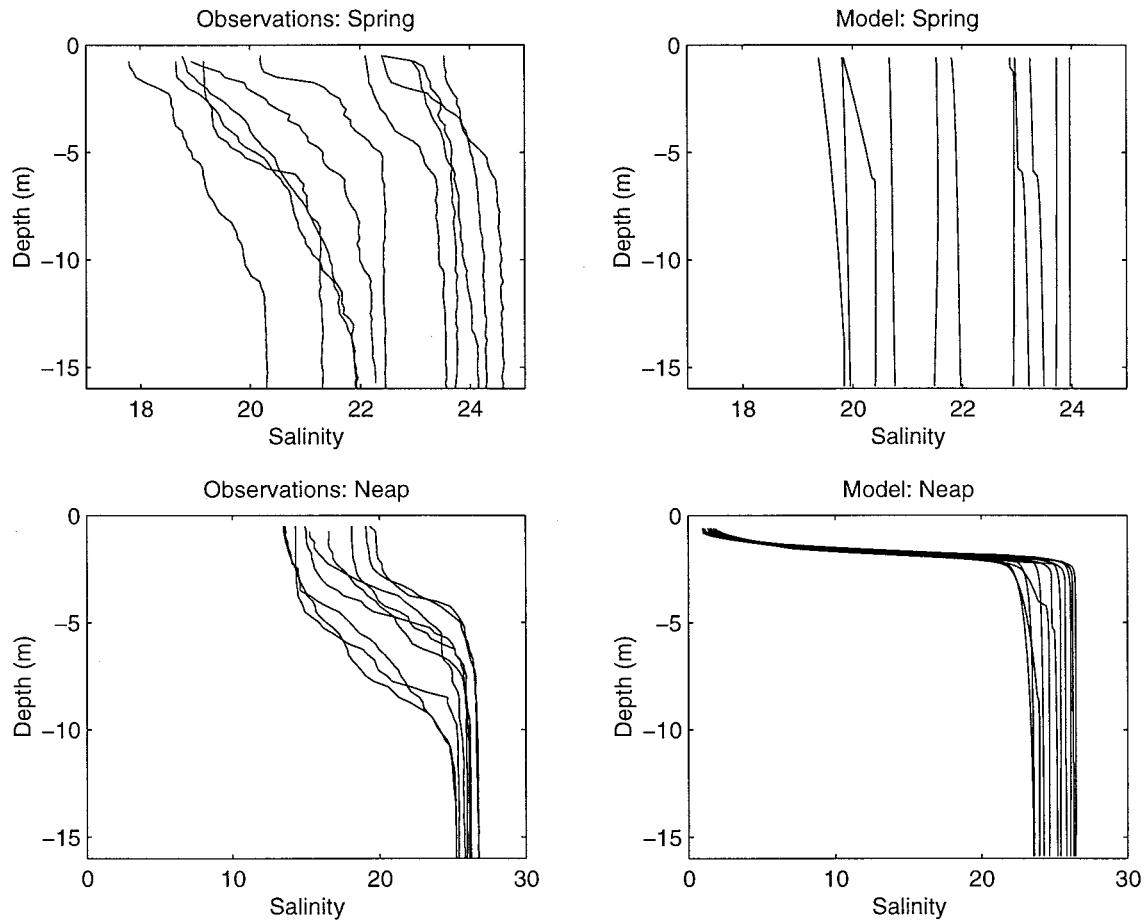 Observations: Spring
0
−5
−10
−15
Depth (m)
18 20 22 24
Salinity
Model: Spring
0
−5
−10
−15
Depth (m)
18 20 22 24
Salinity
Observations: Neap
0
−5
−10
−15
Depth (m)
0 10 20 30
Salinity
Model: Neap
0
−5
−10
−15
Depth (m)
0 10 20 30
Salinity